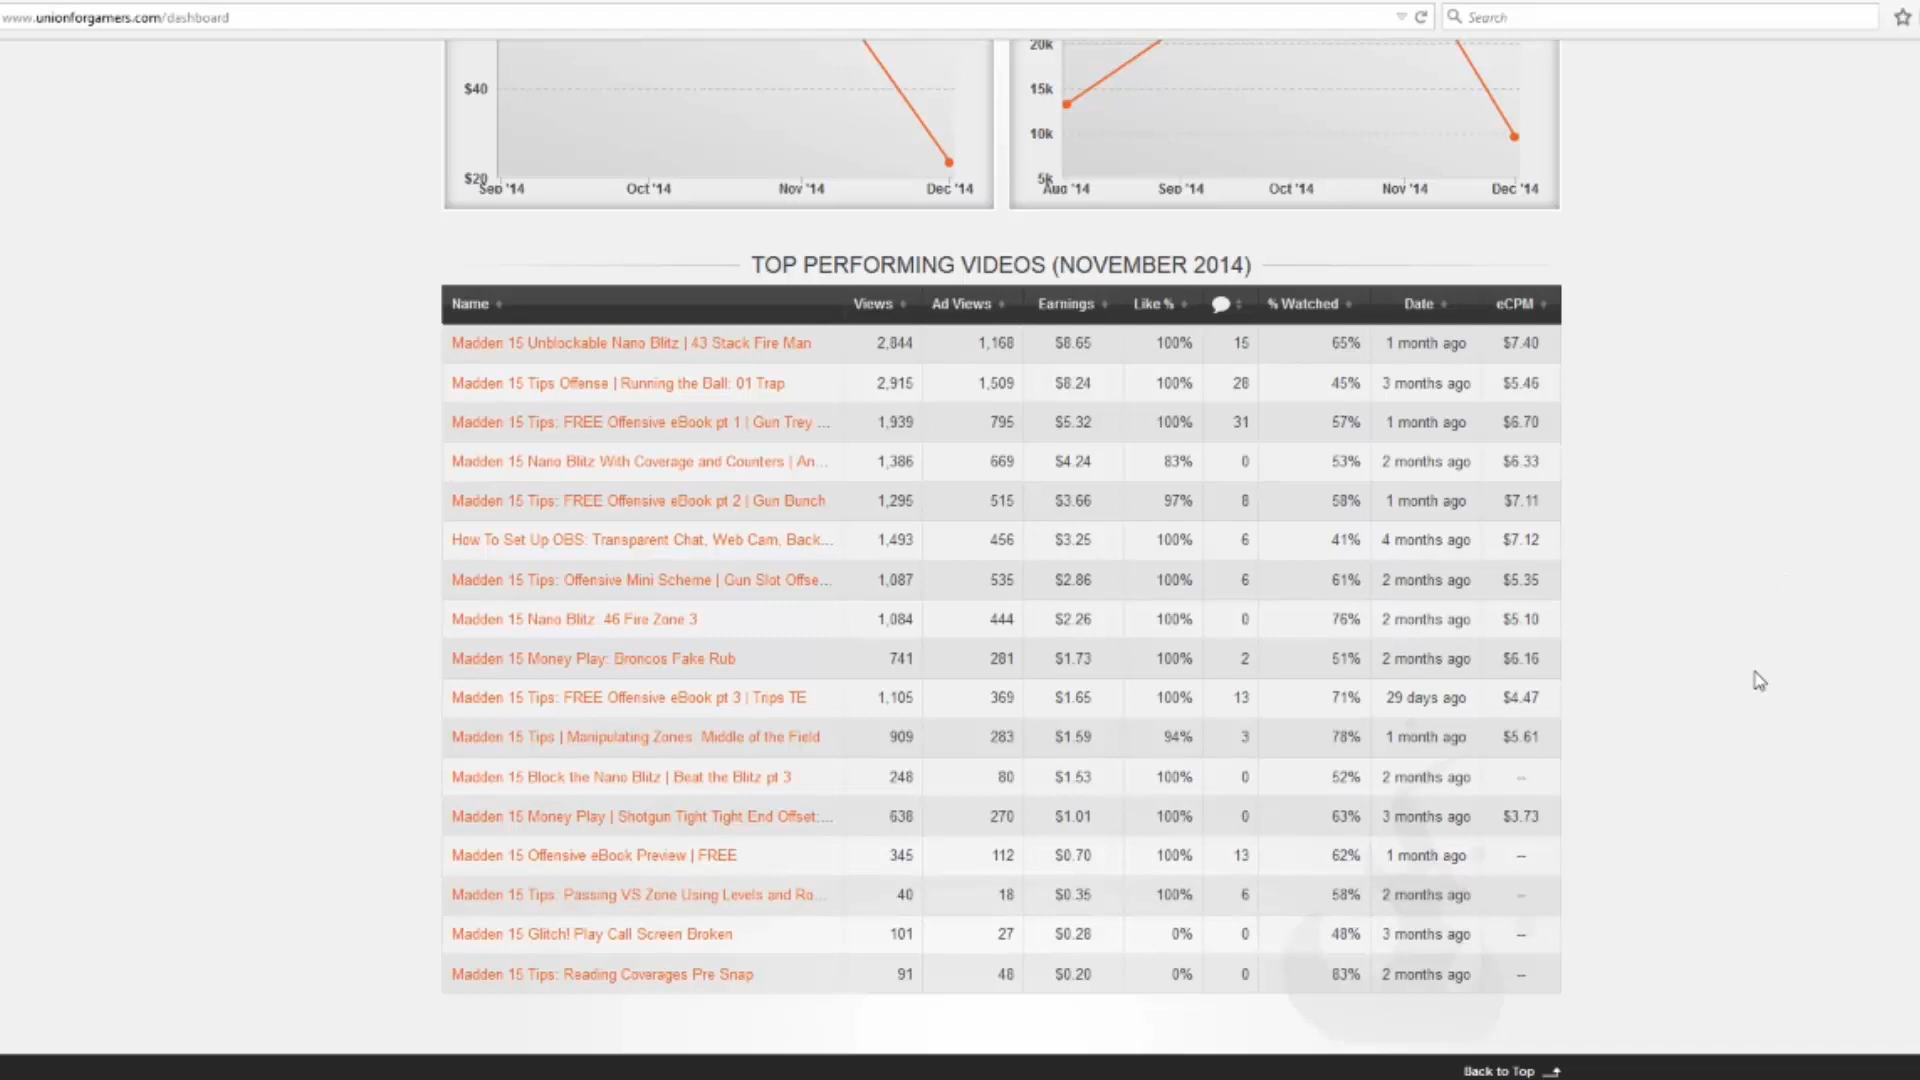 www.unionforgamers.com/dashboard
Search
$40
$20
Sep '14 Oct '14 Nov '14 Dec '14
20k
15k
10k
5k
Aug '14 Sep '14 Oct '14 Nov '14 Dec '14
TOP PERFORMING VIDEOS (NOVEMBER 2014)
Name Views Ad Views Earnings Like % % Watched Date eCPM
Madden 15 Unblockable Nano Blitz | 43 Stack Fire Man 2,844 1,168 $8.65 100% 15 65% 1 month ago $7.40
Madden 15 Tips Offense | Running the Ball: 01 Trap 2,915 1,509 $8.24 100% 28 45% 3 months ago $5.46
Madden 15 Tips: FREE Offensive eBook pt 1 | Gun Trey ... 1,939 795 $5.32 100% 31 57% 1 month ago $6.70
Madden 15 Nano Blitz With Coverage and Counters | An... 1,386 669 $4.24 83% 0 53% 2 months ago $6.33
Madden 15 Tips: FREE Offensive eBook pt 2 | Gun Bunch 1,295 515 $3.66 97% 8 58% 1 month ago $7.11
How To Set Up OBS: Transparent Chat, Web Cam, Back... 1,493 456 $3.25 100% 6 41% 4 months ago $7.12
Madden 15 Tips: Offensive Mini Scheme | Gun Slot Offse... 1,087 535 $2.86 100% 6 61% 2 months ago $5.35
Madden 15 Nano Blitz: 46 Fire Zone 3 1,084 444 $2.26 100% 0 76% 2 months ago $5.10
Madden 15 Money Play: Broncos Fake Rub 741 281 $1.73 100% 2 51% 2 months ago $6.16
Madden 15 Tips: FREE Offensive eBook pt 3 | Trips TE 1,105 369 $1.65 100% 13 71% 29 days ago $4.47
Madden 15 Tips | Manipulating Zones: Middle of the Field 909 283 $1.59 94% 3 78% 1 month ago $5.61
Madden 15 Block the Nano Blitz | Beat the Blitz pt 3 248 80 $1.53 100% 0 52% 2 months ago --
Madden 15 Money Play | Shotgun Tight Tight End Offset:... 638 270 $1.01 100% 0 63% 3 months ago $3.73
Madden 15 Offensive eBook Preview | FREE 345 112 $0.70 100% 13 62% 1 month ago --
Madden 15 Tips: Passing VS Zone Using Levels and Ro... 40 18 $0.35 100% 6 58% 2 months ago --
Madden 15 Glitch! Play Call Screen Broken 101 27 $0.28 0% 0 48% 3 months ago --
Madden 15 Tips: Reading Coverages Pre Snap 91 48 $0.20 0% 0 83% 2 months ago --
Back to Top